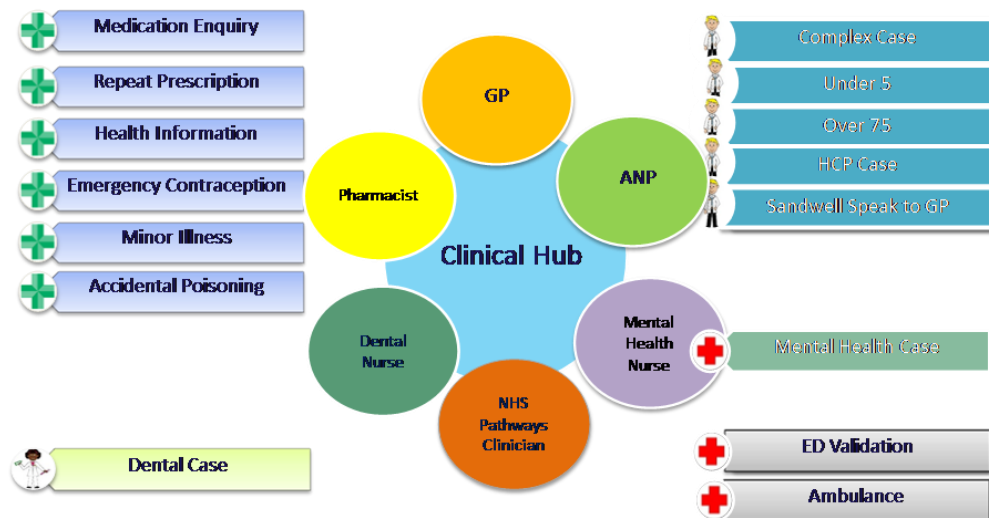 Medication Enquiry
Repeat Prescription
Health Information
Emergency Contraception
Minor Illness
Accidental Poisoning
Dental Case
GP
Pharmacist
ANP
Clinical Hub
Dental
Nurse
Mental
Health
Nurse
NHS
Pathways
Clinician
Complex Case
Under 5
Over 75
HCP Case
Sandwell Speak to GP
Mental Health Case
ED Validation
Ambulance